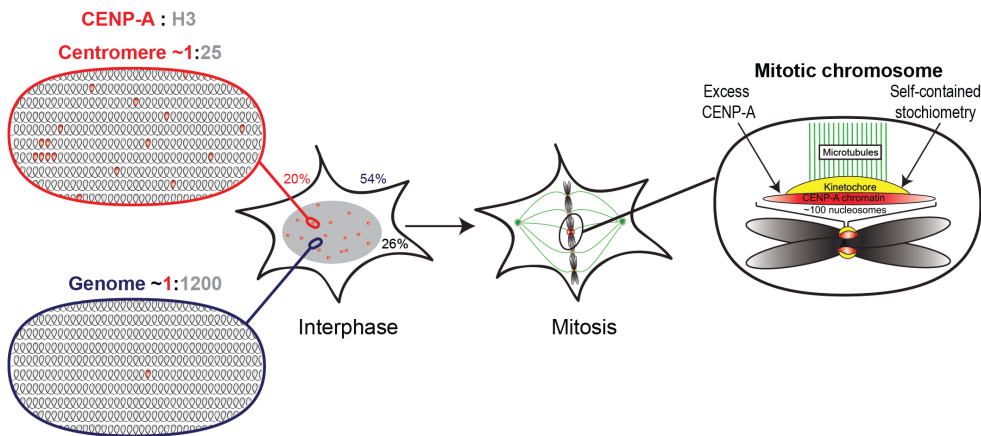 CENP-A : H3
Centromere ~1:25
Genome ~1:1200
20%
54%
26%
Interphase
Mitosis
Mitotic chromosome
Excess
CENP-A
Self-contained
stochiometry
Microtubules
Kinetochore
CENP-A chromatin
~100 nucleosomes